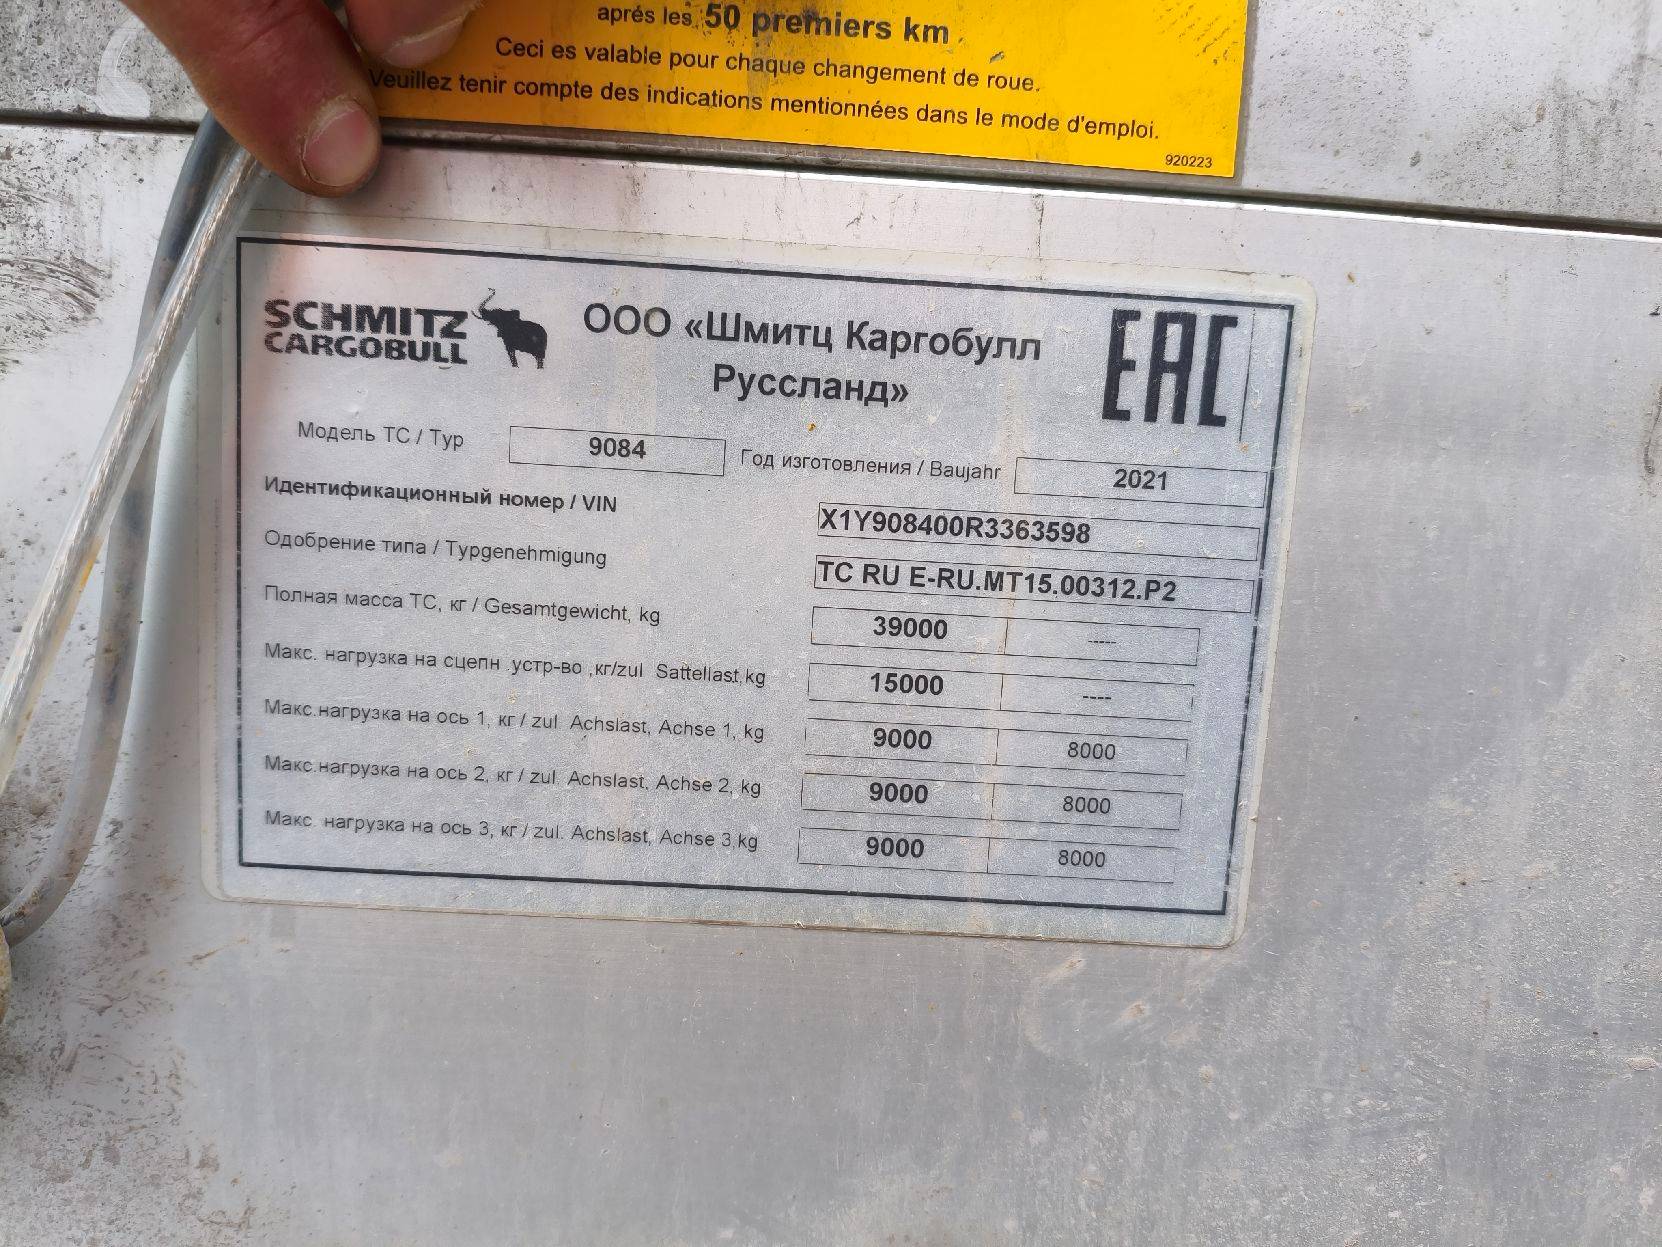 aprés les 50 premiers km
Ceci es valable pour chaque changement de roue.
Veuillez tenir compte des indications mentionnées dans le mode d'emploi.
920223
SCHMITZ
CARGOBULL
ООО «Шмитц Каргобулл
Руссланд»
EAC
Модель ТС / Typ 9084 Год изготовления / Baujahr 2021
Идентификационный номер / VIN X1Y908400R3363598
Одобрение типа / Typgenehmigung TC RU E-RU.MT15.00312.P2
Полная масса ТС, кг / Gesamtgewicht, kg 39000 -----
Макс. нагрузка на сцепн .устр-во ,кг/zul Sattellast,kg 15000 ----
Макс.нагрузка на ось 1, кг / zul Achslast, Achse 1, kg 9000 8000
Макс.нагрузка на ось 2, кг / zul. Achslast, Achse 2, kg 9000 8000
Макс. нагрузка на ось 3, кг / zul. Achslast, Achse 3,kg 9000 8000